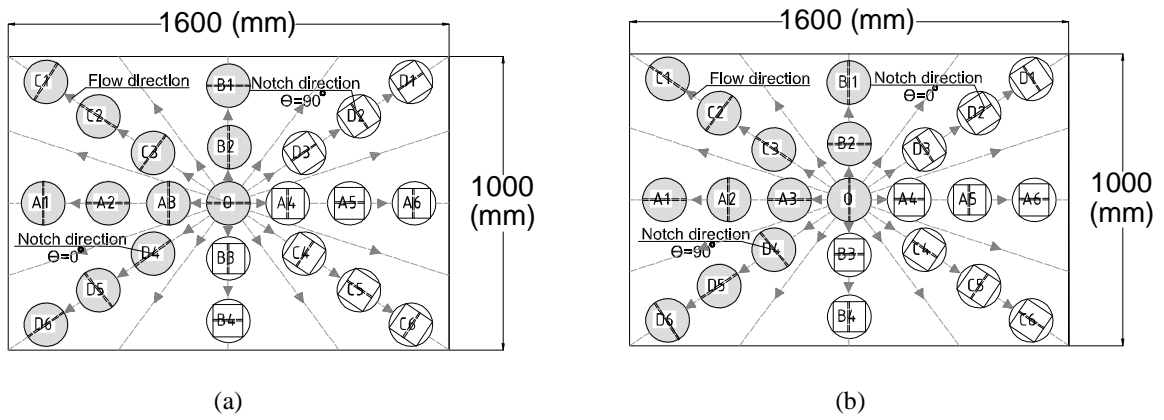 1600 (mm)
C1
Flow direction
B1
Notch direction
Ɵ=90°
D1
C2
D2
C3
B2
D3
A1
A2
A3
O
A4
A5
A6
1000
(mm)
Notch direction
Ɵ=0°
D4
B3
C4
D5
C5
D6
B4
C6
(a)
1600 (mm)
C1
Flow direction
B1
Notch direction
Ɵ=0°
D1
C2
D2
C3
B2
D3
A1
A2
A3
O
A4
A5
A6
1000
(mm)
Notch direction
Ɵ=90°
D4
B3
C4
D5
C5
D6
B4
C6
(b)